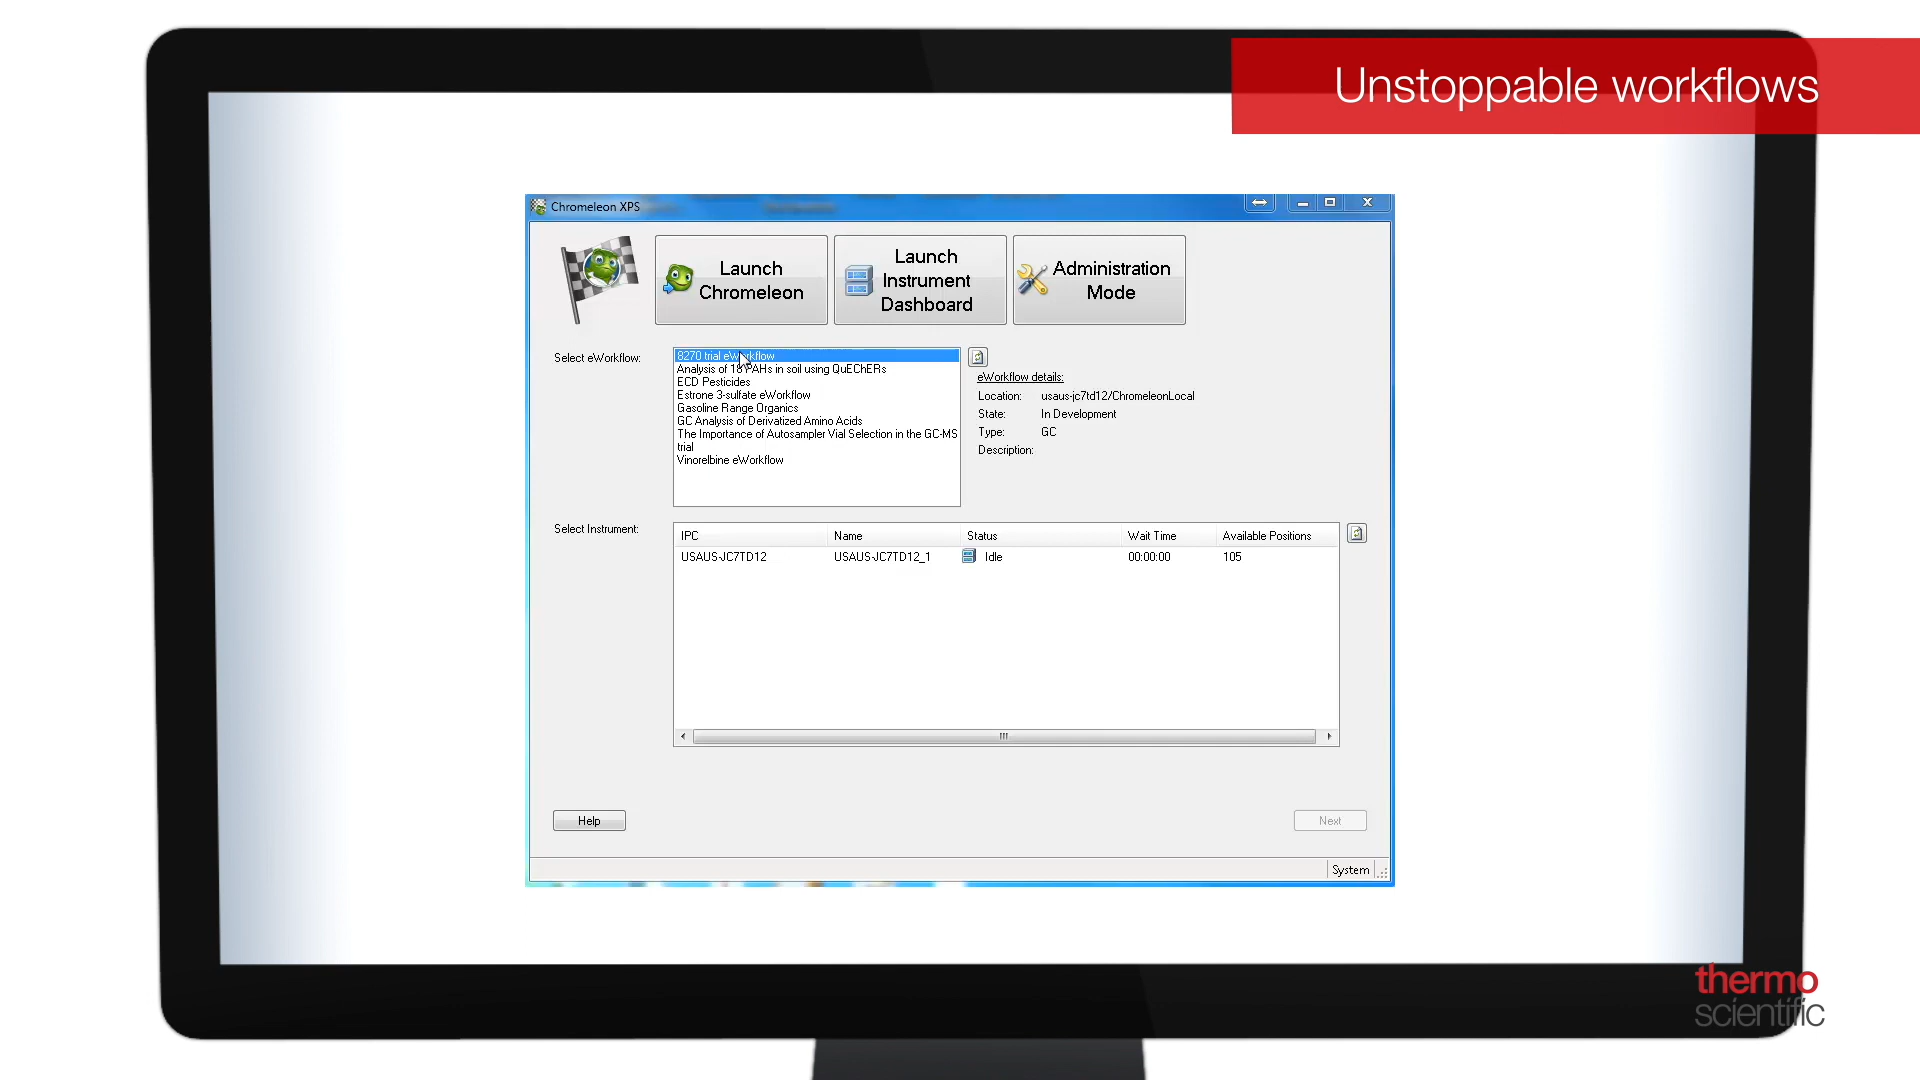 Unstoppable workflows
Chromeleon XPS
Launch
Chromeleon
Launch
Instrument
Dashboard
Administration
Mode
Select eWorkflow:
8270 trial eWorkflow
Analysis of 18 PAHs in soil using QuEChERs
ECD Pesticides
Estrone 3-sulfate eWorkflow
Gasoline Range Organics
GC Analysis of Derivatized Amino Acids
The Importance of Autosampler Vial Selection in the GC-MS
trial
Vinorelbine eWorkflow
eWorkflow details:
Location: usaus-jc7td12/ChromeleonLocal
State: In Development
Type: GC
Description:
Select Instrument:
IPC Name Status Wait Time Available Positions
USAUS-JC7TD12 USAUS-JC7TD12_1 Idle 00:00:00 105
Help
Next
System
thermo
scientific